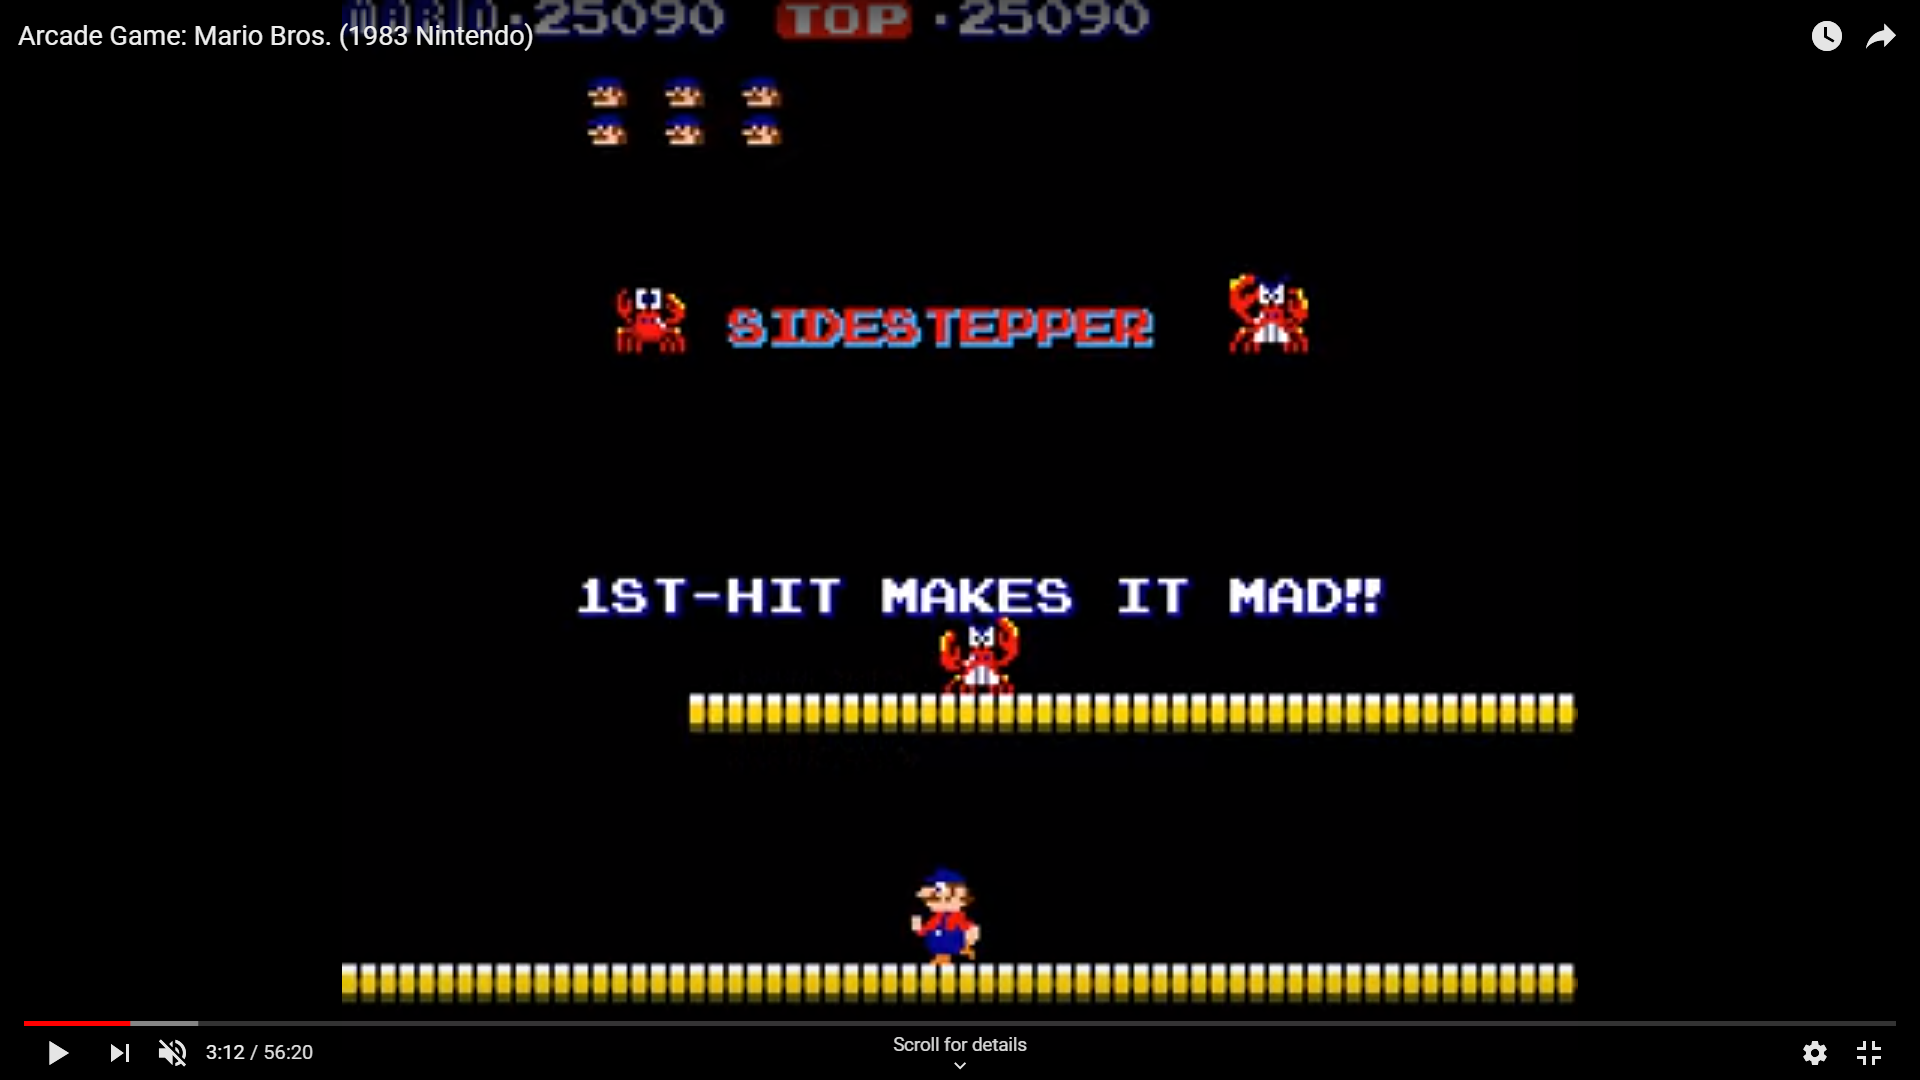 MARIO·25090 TOP ·25090
Arcade Game: Mario Bros. (1983 Nintendo)
SIDESTEPPER
1ST-HIT MAKES IT MAD!!
3:12 / 56:20
Scroll for details